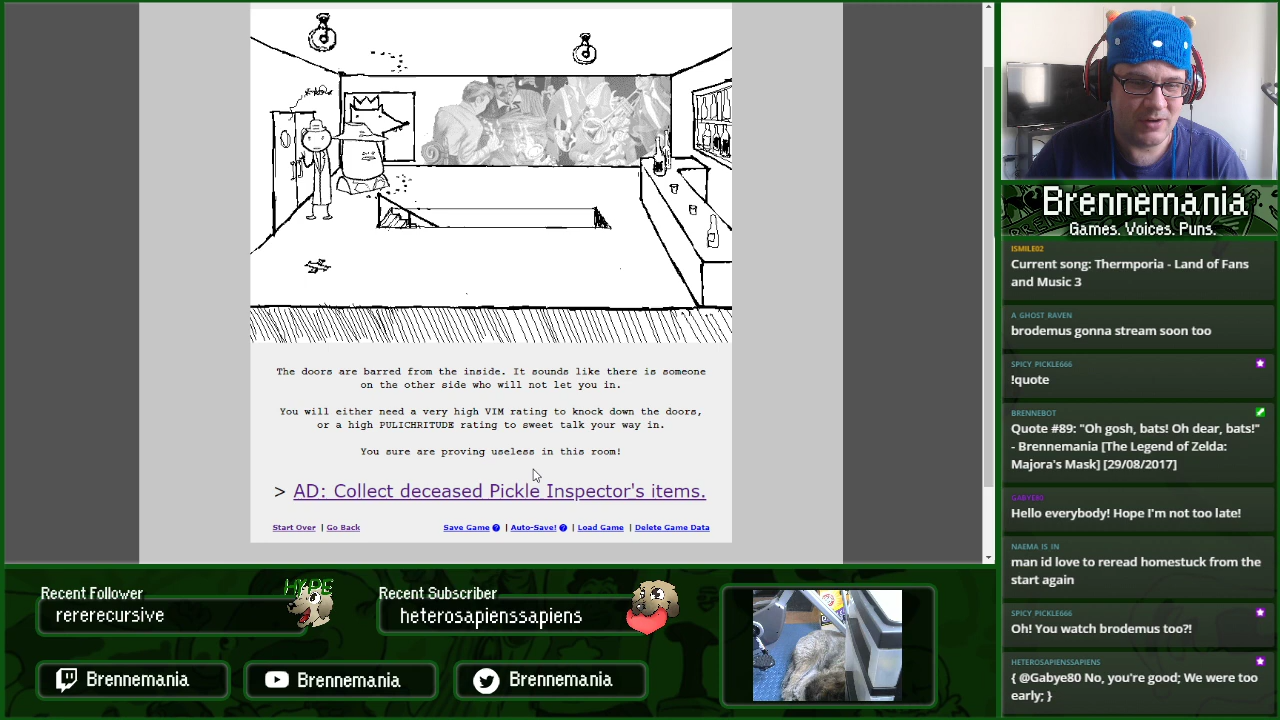 The doors are barred from the inside. It sounds like there is someone
on the other side who will not let you in.
You will either need a very high VIM rating to knock down the doors,
or a high PULICHRITUDE rating to sweet talk your way in.
You sure are proving useless in this room!
> AD: Collect deceased Pickle Inspector's items.
Start Over | Go Back
Save Game ? | Auto-Save! ? | Load Game | Delete Game Data
Brennemania
Games. Voices. Puns.
ISMILE02
Current song: Thermporia - Land of Fans
and Music 3
A GHOST RAVEN
brodemus gonna stream soon too
SPICY PICKLE666
!quote
BRENNEBOT
Quote #89: "Oh gosh, bats! Oh dear, bats!"
- Brennemania [The Legend of Zelda:
Majora's Mask] [29/08/2017]
GABYE80
Hello everybody! Hope I'm not too late!
NAEMA IS IN
man id love to reread homestuck from the
start again
SPICY PICKLE666
Oh! You watch brodemus too?!
HETEROSAPIENSSAPIENS
{ @Gabye80 No, you're good; We were too
early; }
Recent Follower
rererecursive
HYPE
Recent Subscriber
heterosapienssapiens
Brennemania
Brennemania
Brennemania